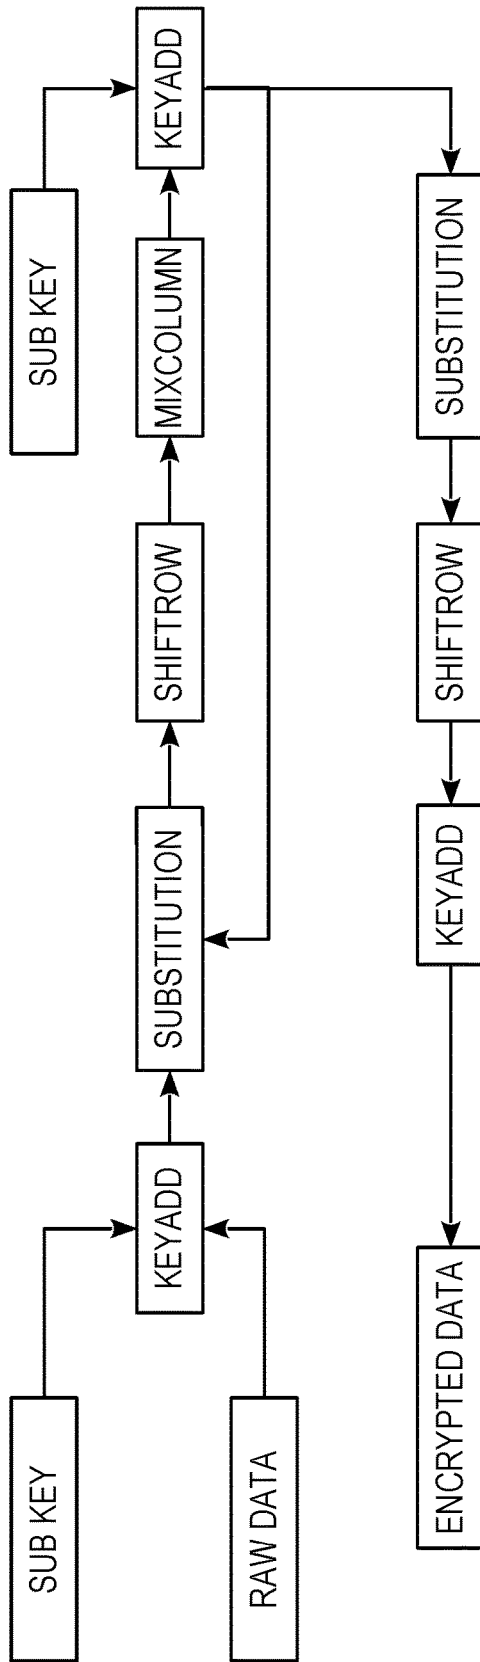 SUB KEY
RAW DATA
KEYADD
SUBSTITUTION
SHIFTROW
MIXCOLUMN
SUB KEY
KEYADD
SUBSTITUTION
SHIFTROW
KEYADD
ENCRYPTED DATA